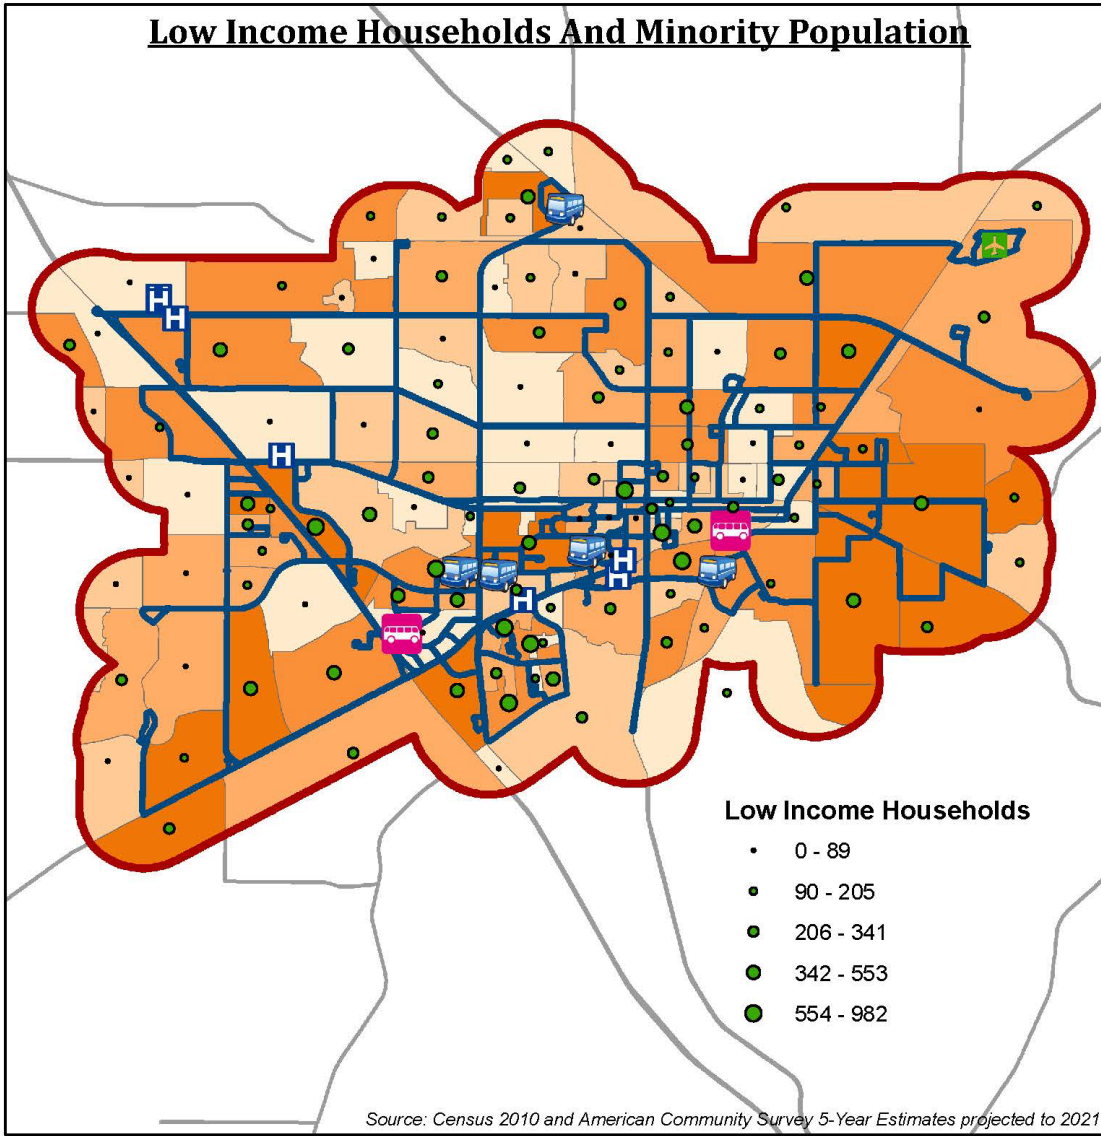 Low Income Households And Minority Population
H
H
H
H
H
H
Low Income Households
0 - 89
90 - 205
206 - 341
342 - 553
554 - 982
Source: Census 2010 and American Community Survey 5-Year Estimates projected to 2021